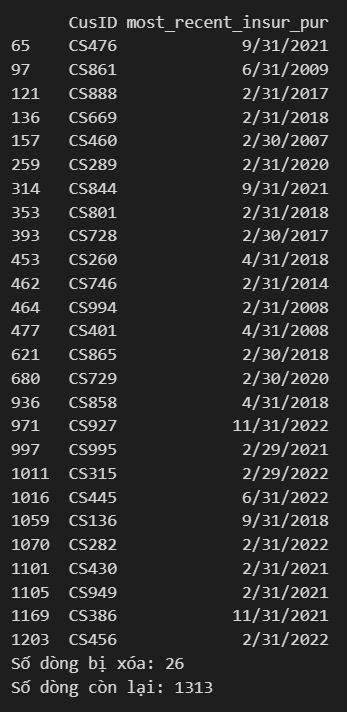 CusID most_recent_insur_pur
65 CS476 9/31/2021
97 CS861 6/31/2009
121 CS888 2/31/2017
136 CS669 2/31/2018
157 CS460 2/30/2007
259 CS289 2/31/2020
314 CS844 9/31/2021
353 CS801 2/31/2018
393 CS728 2/30/2017
453 CS260 4/31/2018
462 CS746 2/31/2014
464 CS994 2/31/2008
477 CS401 4/31/2008
621 CS865 2/30/2018
680 CS729 2/30/2020
936 CS858 4/31/2018
971 CS927 11/31/2022
997 CS995 2/29/2021
1011 CS315 2/29/2022
1016 CS445 6/31/2022
1059 CS136 9/31/2018
1070 CS282 2/31/2022
1101 CS430 2/31/2021
1105 CS949 2/31/2021
1169 CS386 11/31/2021
1203 CS456 2/31/2022
Số dòng bị xóa: 26
Số dòng còn lại: 1313